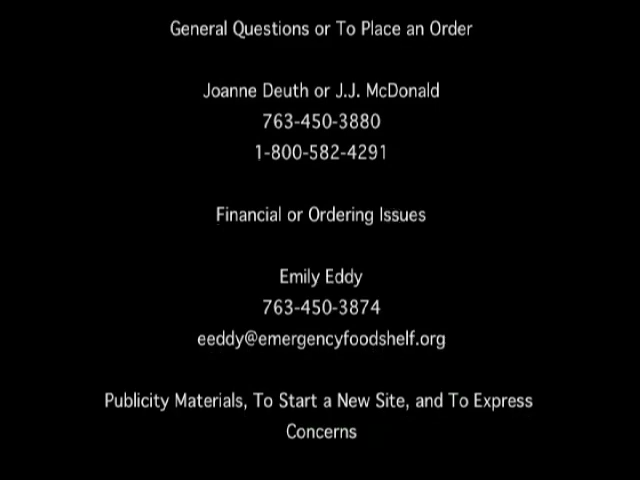 General Questions or To Place an Order
Joanne Deuth or J.J. McDonald
763-450-3880
1-800-582-4291
Financial or Ordering Issues
Emily Eddy
763-450-3874
eeddy@emergencyfoodshelf.org
Publicity Materials, To Start a New Site, and To Express
Concerns